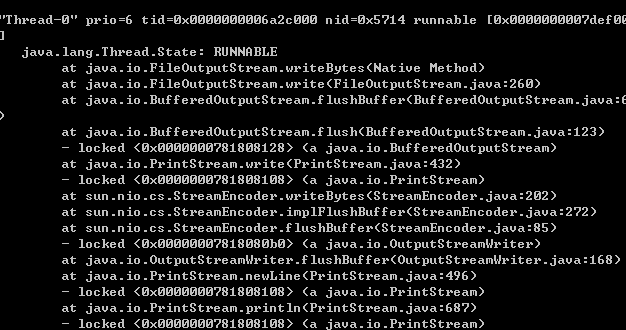 "Thread-0" prio=6 tid=0x0000000006a2c000 nid=0x5714 runnable [0x0000000007def00
]
java.lang.Thread.State: RUNNABLE
at java.io.FileOutputStream.writeBytes(Native Method)
at java.io.FileOutputStream.write(FileOutputStream.java:260)
at java.io.BufferedOutputStream.flushBuffer(BufferedOutputStream.java:6
)
at java.io.BufferedOutputStream.flush(BufferedOutputStream.java:123)
- locked <0x0000000781808128> (a java.io.BufferedOutputStream)
at java.io.PrintStream.write(PrintStream.java:432)
- locked <0x0000000781808108> (a java.io.PrintStream)
at sun.nio.cs.StreamEncoder.writeBytes(StreamEncoder.java:202)
at sun.nio.cs.StreamEncoder.implFlushBuffer(StreamEncoder.java:272)
at sun.nio.cs.StreamEncoder.flushBuffer(StreamEncoder.java:85)
- locked <0x00000007818080b0> (a java.io.OutputStreamWriter)
at java.io.OutputStreamWriter.flushBuffer(OutputStreamWriter.java:168)
at java.io.PrintStream.newLine(PrintStream.java:496)
- locked <0x0000000781808108> (a java.io.PrintStream)
at java.io.PrintStream.println(PrintStream.java:687)
- locked <0x0000000781808108> (a java.io.PrintStream)